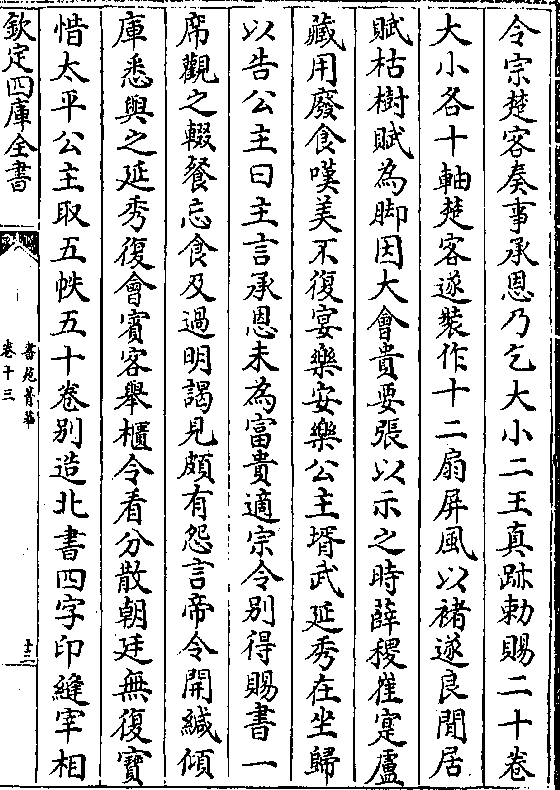 令宗楚客奏事承恩乃乞大小二王真跡勅賜二十卷
大小各十軸楚客遂裝作十二扇屏風以褚遂良閒居
賦枯樹賦為脚因大會貴要張以示之時薛稷崔寔盧
藏用廢食嘆美不復宴樂安樂公主壻武延秀在坐歸
以告公主曰主言承恩未為富貴適宗令别得賜書一
席觀之輟餐忘食及過明謁見頗有怨言帝令開緘傾
庫悉與之延秀復會賓客舉櫃令看分散朝廷無復寶
惜太平公主取五帙五十卷别造北書四字印縫宰相
欽定四庫全書
書苑菁華
卷十三
十二